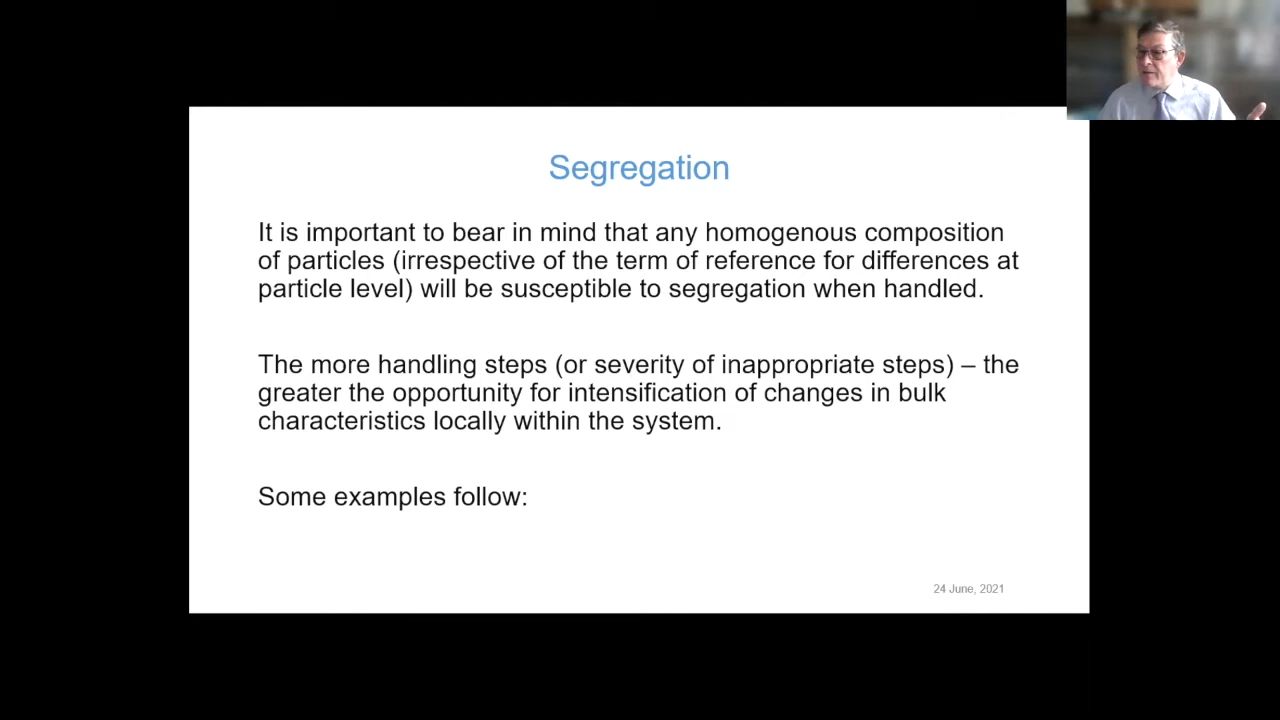 Segregation
It is important to bear in mind that any homogenous composition
of particles (irrespective of the term of reference for differences at
particle level) will be susceptible to segregation when handled.
The more handling steps (or severity of inappropriate steps) – the
greater the opportunity for intensification of changes in bulk
characteristics locally within the system.
Some examples follow:
24 June, 2021